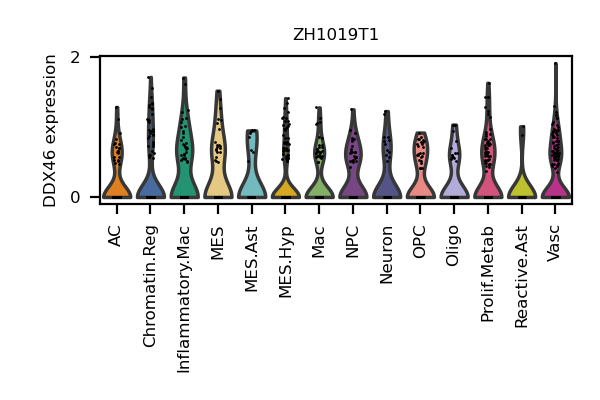 ZH1019T1
DDX46 expression
2
0
AC
Chromatin.Reg
Inflammatory.Mac
MES
MES.Ast
MES.Hyp
Mac
NPC
Neuron
OPC
Oligo
Prolif.Metab
Reactive.Ast
Vasc